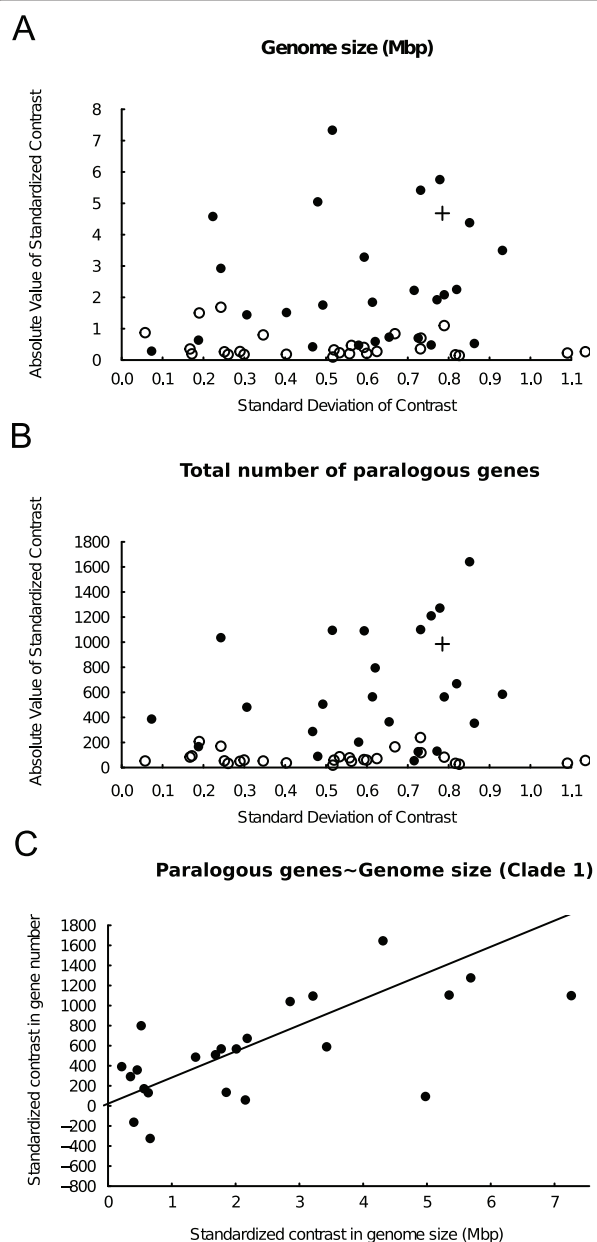 A
Genome size (Mbp)
Absolute Value of Standardized Contrast
8
7
6
5
4
3
2
1
0
0.0 0.1 0.2 0.3 0.4 0.5 0.6 0.7 0.8 0.9 1.0 1.1
Standard Deviation of Contrast
B
Total number of paralogous genes
Absolute Value of Standardized Contrast
1800
1600
1400
1200
1000
800
600
400
200
0
0.0 0.1 0.2 0.3 0.4 0.5 0.6 0.7 0.8 0.9 1.0 1.1
Standard Deviation of Contrast
C
Paralogous genes~Genome size (Clade 1)
Standardized contrast in gene number
1800
1600
1400
1200
1000
800
600
400
200
0
−200
−400
−600
−800
0 1 2 3 4 5 6 7
Standardized contrast in genome size (Mbp)